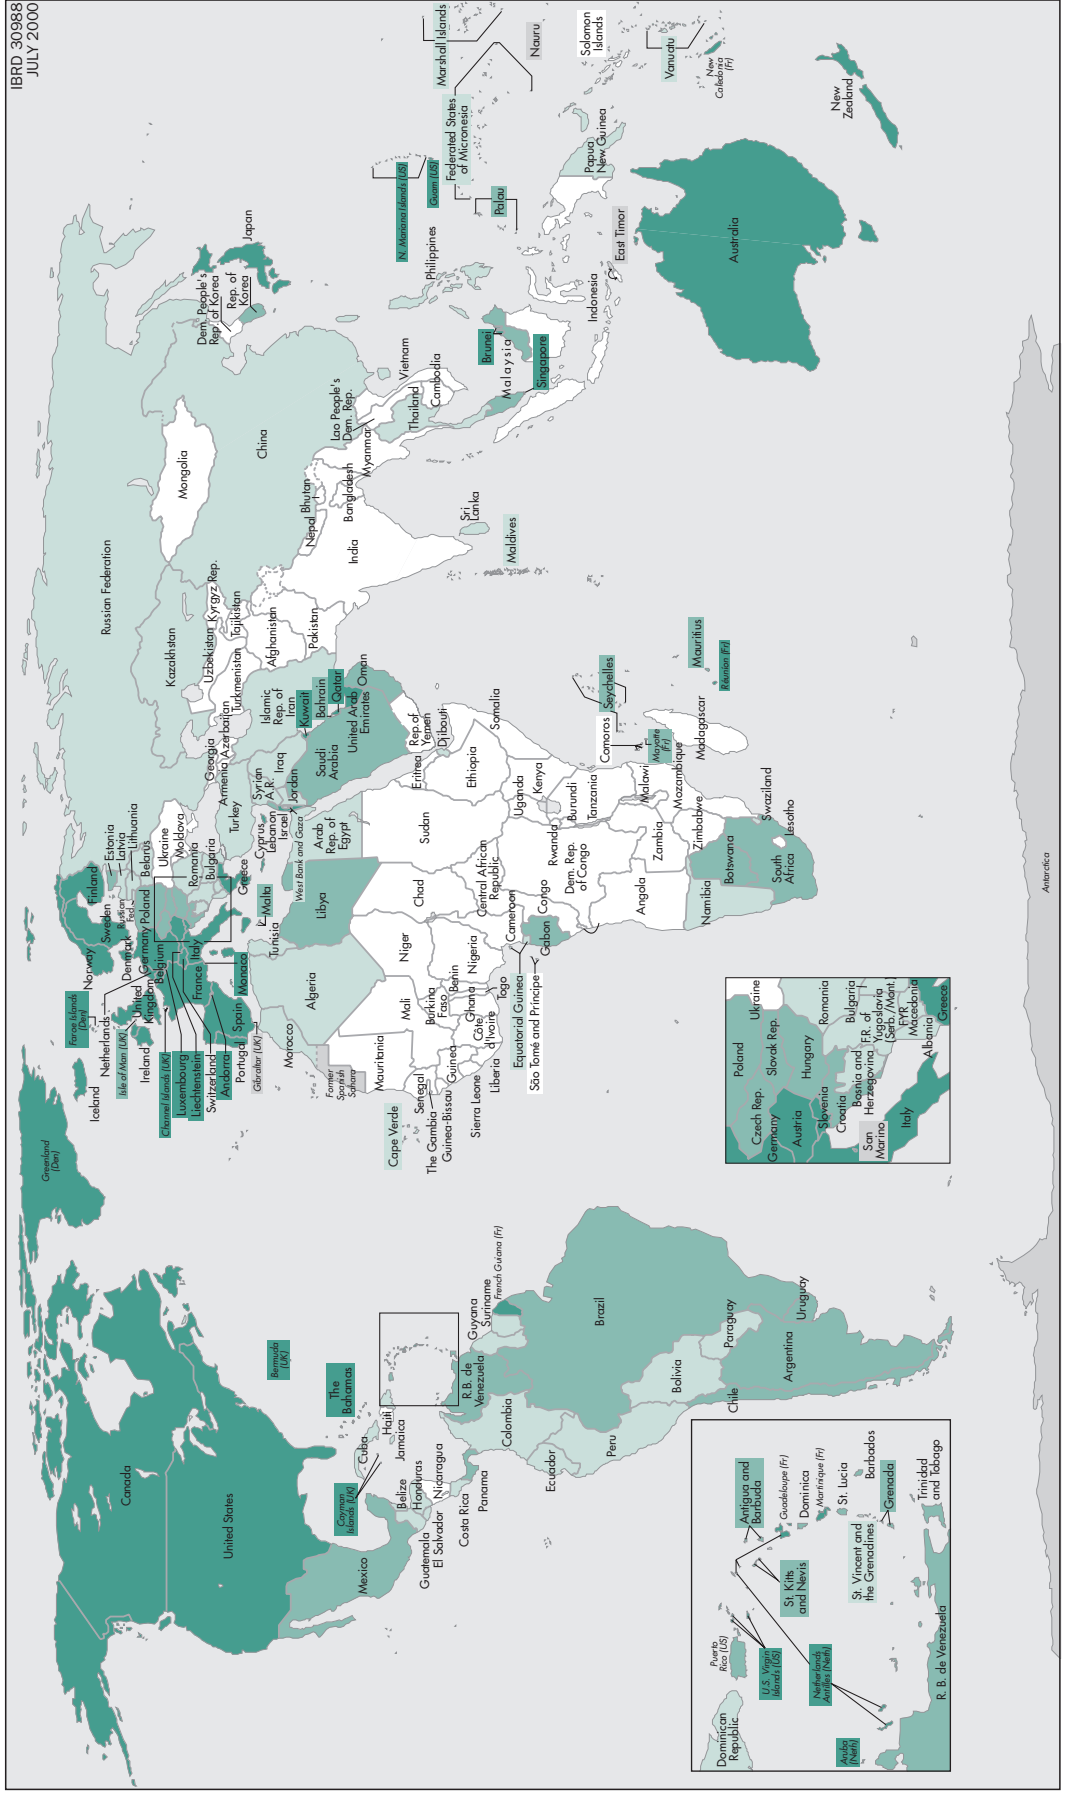 IBRD 30988
JULY 2000
Greenland
(Den)
Canada
United States
Bermuda
(UK)
The
Bahamas
Cayman
Islands (UK)
Mexico
Cuba
Haiti
Jamaica
Belize
Honduras
Guatemala
El Salvador
Nicaragua
Costa Rica
Panama
R.B. de
Venezuela
Guyana
Suriname
French Guiana (Fr)
Colombia
Ecuador
Peru
Brazil
Bolivia
Paraguay
Chile
Argentina
Uruguay
Iceland
Faroe Islands
(Den)
Norway
Sweden
Finland
Netherlands
Isle of Man (UK)
United
Kingdom
Ireland
Denmark
Germany
Poland
Russian
Fed.
Estonia
Latvia
Lithuania
Belarus
Ukraine
Moldova
Romania
Bulgaria
Belgium
Channel Islands (UK)
Luxembourg
Liechtenstein
Switzerland
Andorra
France
Italy
Monaco
Portugal
Spain
Gibraltar (UK)
Greece
Malta
Turkey
Georgia
Armenia
Azerbaijan
Cyprus
Lebanon
Israel
West Bank and Gaza
Syrian
A.R.
Jordan
Iraq
Islamic
Rep. of
Iran
Kuwait
Bahrain
Qatar
United Arab
Emirates
Oman
Saudi
Arabia
Rep. of
Yemen
Morocco
Former
Spanish
Sahara
Algeria
Tunisia
Libya
Arab
Rep. of
Egypt
Mauritania
Mali
Niger
Chad
Sudan
Eritrea
Djibouti
Ethiopia
Somalia
Cape Verde
Senegal
The Gambia
Guinea-Bissau
Guinea
Sierra Leone
Liberia
Côte
d'Ivoire
Burkina
Faso
Ghana
Togo
Benin
Nigeria
Cameroon
Central African
Republic
Equatorial Guinea
São Tomé and Príncipe
Gabon
Congo
Dem. Rep.
of Congo
Uganda
Kenya
Rwanda
Burundi
Tanzania
Angola
Zambia
Malawi
Mozambique
Zimbabwe
Namibia
Botswana
South
Africa
Swaziland
Lesotho
Comoros
Mayotte
(Fr)
Seychelles
Madagascar
Mauritius
Réunion (Fr)
Russian Federation
Kazakhstan
Uzbekistan
Kyrgyz Rep.
Turkmenistan
Tajikistan
Afghanistan
Pakistan
Mongolia
China
Dem. People's
Rep. of Korea
Rep. of
Korea
Japan
Nepal
Bhutan
Bangladesh
India
Sri
Lanka
Maldives
Myanmar
Lao People's
Dem. Rep.
Thailand
Vietnam
Cambodia
Philippines
Brunei
Malaysia
Singapore
Indonesia
East Timor
N. Mariana Islands (US)
Guam (US)
Palau
Federated States
of Micronesia
Marshall Islands
Nauru
Papua
New Guinea
Solomon
Islands
Vanuatu
New
Caledonia
(Fr)
Australia
New
Zealand
Antarctica
Dominican
Republic
Puerto
Rico (US)
U.S. Virgin
Islands (US)
Aruba
(Neth)
Netherlands
Antilles (Neth)
St. Kitts
and Nevis
Antigua and
Barbuda
Guadeloupe (Fr)
Dominica
Martinique (Fr)
St. Lucia
Barbados
St. Vincent and
the Grenadines
Grenada
Trinidad
and Tobago
R. B. de Venezuela
Poland
Czech Rep.
Germany
Slovak Rep.
Ukraine
Austria
Hungary
Slovenia
Croatia
Romania
Bosnia and
Herzegovina
Bulgaria
F.R. of
Yugoslavia
(Serb./Mont.)
FYR
Macedonia
Albania
Greece
San
Marino
Italy